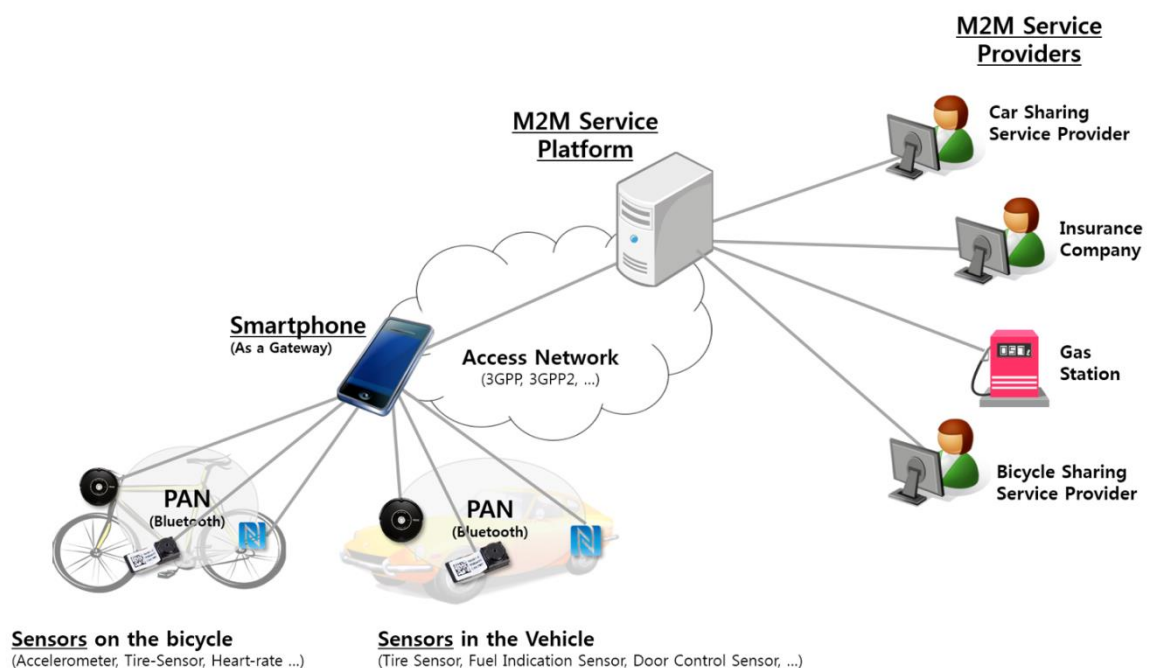 M2M Service
Providers
Car Sharing
Service Provider
M2M Service
Platform
Insurance
Company
Smartphone
(As a Gateway)
Access Network
(3GPP, 3GPP2, ...)
Gas
Station
PAN
(Bluetooth)
PAN
(Bluetooth)
Bicycle Sharing
Service Provider
Sensors on the bicycle
(Accelerometer, Tire-Sensor, Heart-rate ...)
Sensors in the Vehicle
(Tire Sensor, Fuel Indication Sensor, Door Control Sensor, ...)